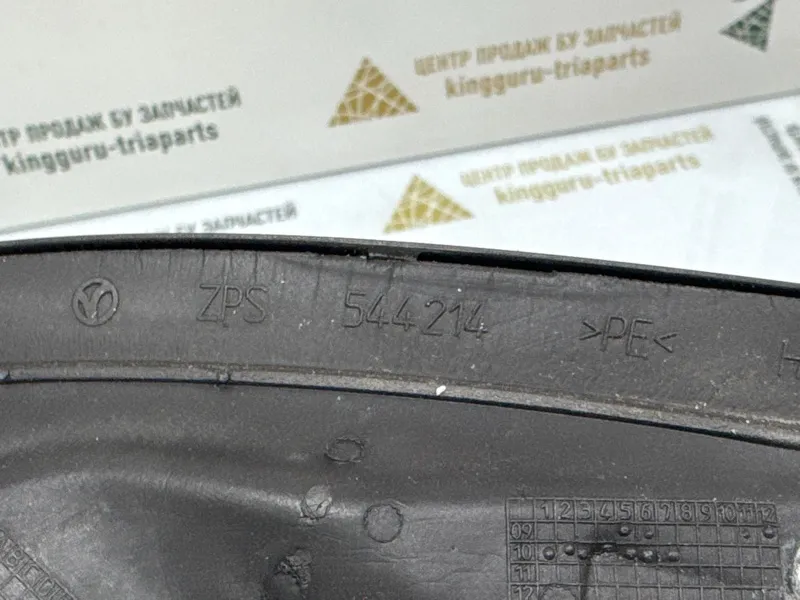 ЦЕНТР ПРОДАЖ БУ ЗАПЧАСТЕЙ
kingguru-triaparts
ПРОДАЖ БУ ЗАПЧАСТЕЙ
kingguru-triaparts
ЦЕНТР ПРОДАЖ БУ ЗАПЧАСТЕЙ
kingguru-triaparts
ЗАПЧАСТЕЙ
ZPS 544214 >PE< H
1 2 3 4 5 6 7 8 9 10 11 12
09
10
11
12